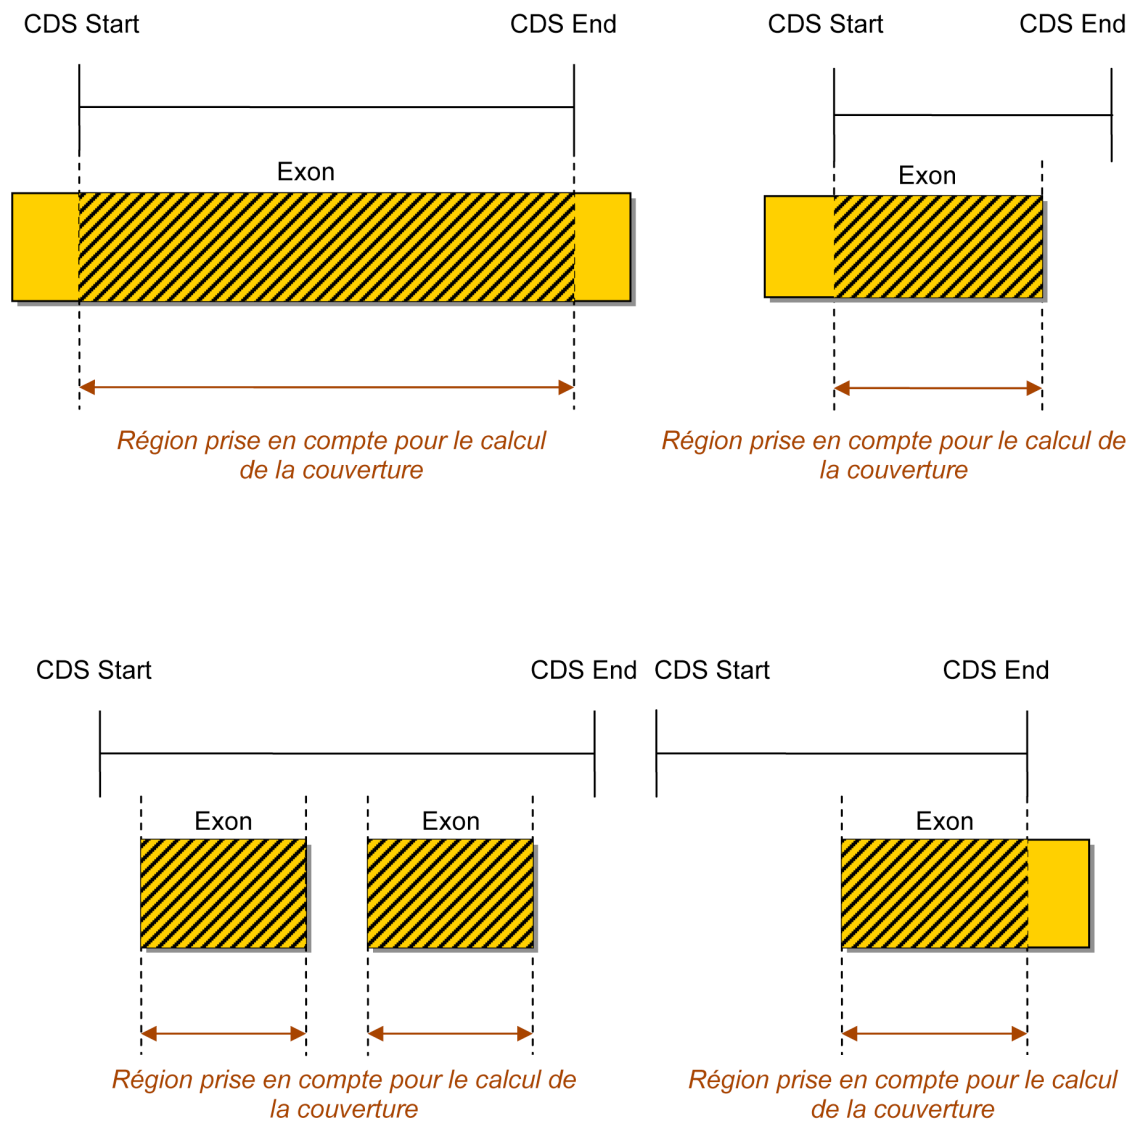 CDS Start
CDS End
CDS Start
CDS End
Exon
Exon
Région prise en compte pour le calcul
de la couverture
Région prise en compte pour le calcul de
la couverture
CDS Start
CDS End
CDS Start
CDS End
Exon
Exon
Exon
Région prise en compte pour le calcul de
la couverture
Région prise en compte pour le calcul
de la couverture